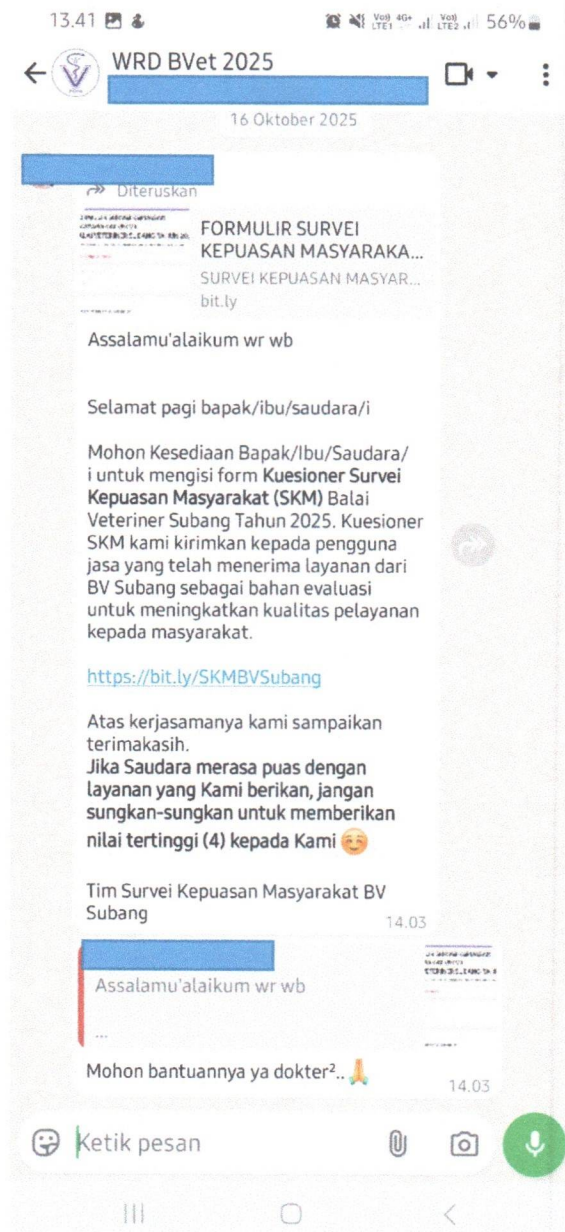 13.41
Vo)) 4G+ LTE1
Vo)) LTE2
56%
WRD BVet 2025
16 Oktober 2025
Diteruskan
FORMULIR SURVEI
KEPUASAN MASYARAKA...
SURVEI KEPUASAN MASYAR...
bit.ly
Assalamu'alaikum wr wb
Selamat pagi bapak/ibu/saudara/i
Mohon Kesediaan Bapak/Ibu/Saudara/
i untuk mengisi form Kuesioner Survei
Kepuasan Masyarakat (SKM) Balai
Veteriner Subang Tahun 2025. Kuesioner
SKM kami kirimkan kepada pengguna
jasa yang telah menerima layanan dari
BV Subang sebagai bahan evaluasi
untuk meningkatkan kualitas pelayanan
kepada masyarakat.
https://bit.ly/SKMBVSubang
Atas kerjasamanya kami sampaikan
terimakasih.
Jika Saudara merasa puas dengan
layanan yang Kami berikan, jangan
sungkan-sungkan untuk memberikan
nilai tertinggi (4) kepada Kami ☺️
Tim Survei Kepuasan Masyarakat BV
Subang
14.03
Assalamu'alaikum wr wb
...
Mohon bantuannya ya dokter².. 🙏
14.03
Ketik pesan